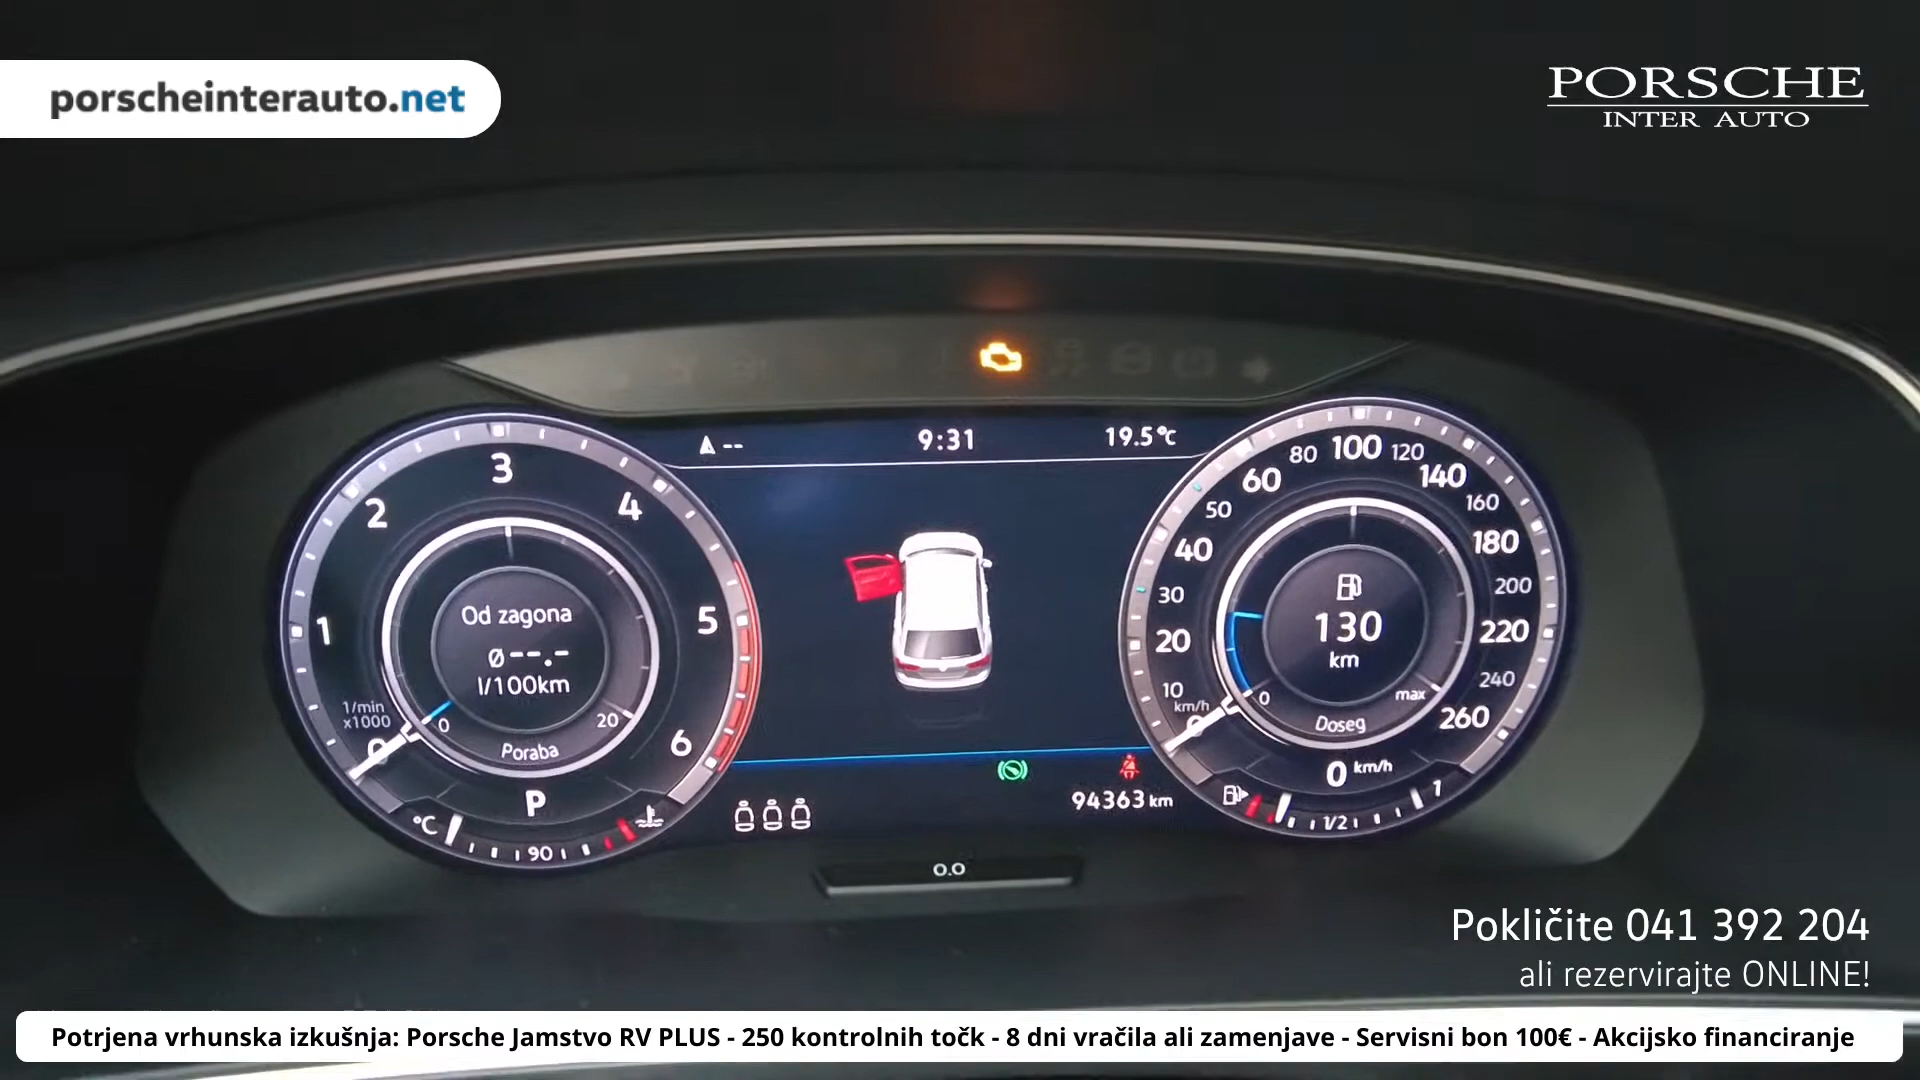 porscheinterauto.net
PORSCHE
INTER AUTO
--
9:31
19.5°C
1
2
3
4
5
6
0
1/min
x1000
Od zagona
Ø--.-
l/100km
0
20
Poraba
P
°C
90
0
10
20
30
40
50
60
80
100
120
140
160
180
200
220
240
260
km/h
130
km
0
max
Doseg
0 km/h
1/2
1
94363 km
0.0
Pokličite 041 392 204
ali rezervirajte ONLINE!
Potrjena vrhunska izkušnja: Porsche Jamstvo RV PLUS - 250 kontrolnih točk - 8 dni vračila ali zamenjave - Servisni bon 100€ - Akcijsko financiranje